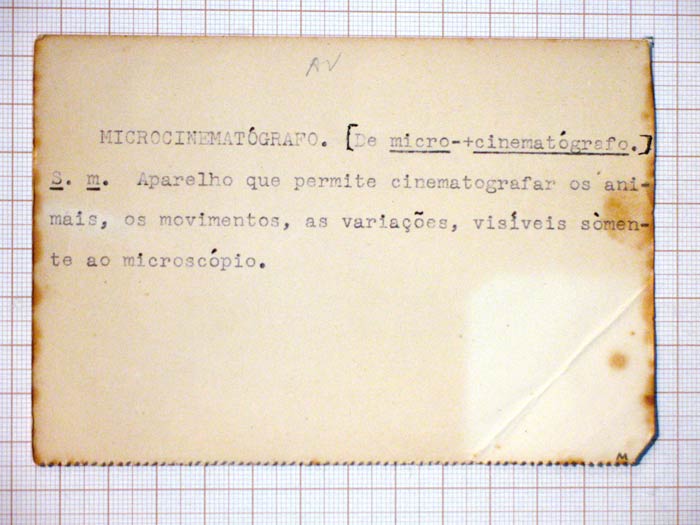 AV
MICROCINEMATÓGRAFO. [De micro-+cinematógrafo.]
S. m. Aparelho que permite cinematografar os ani-
mais, os movimentos, as variações, visíveis sòmen-
te ao microscópio.
M